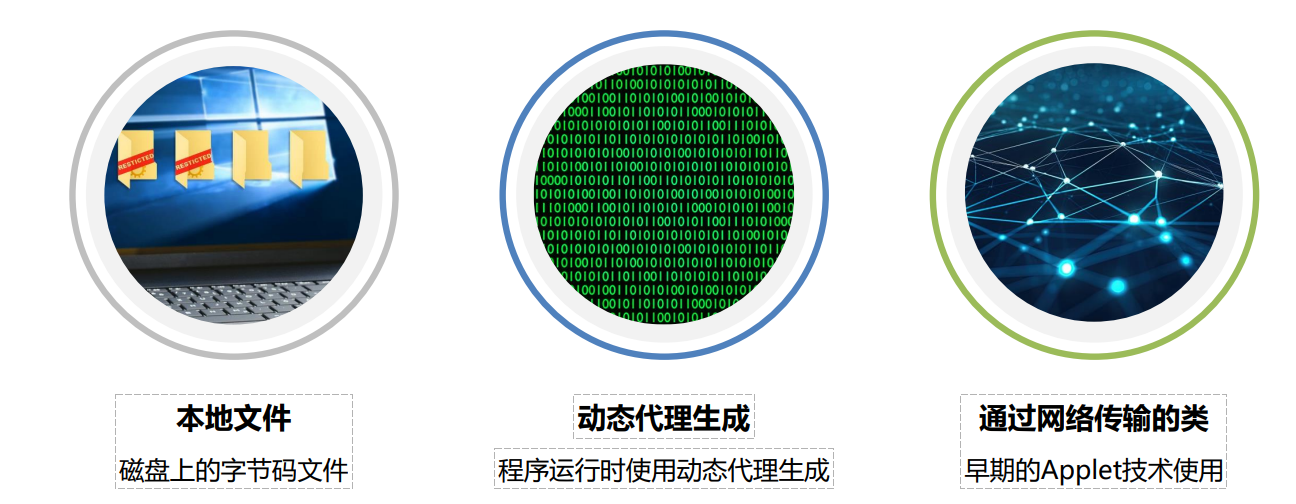 RESTICTED
RESTICTED
本地文件
磁盘上的字节码文件
动态代理生成
程序运行时使用动态代理生成
通过网络传输的类
早期的Applet技术使用